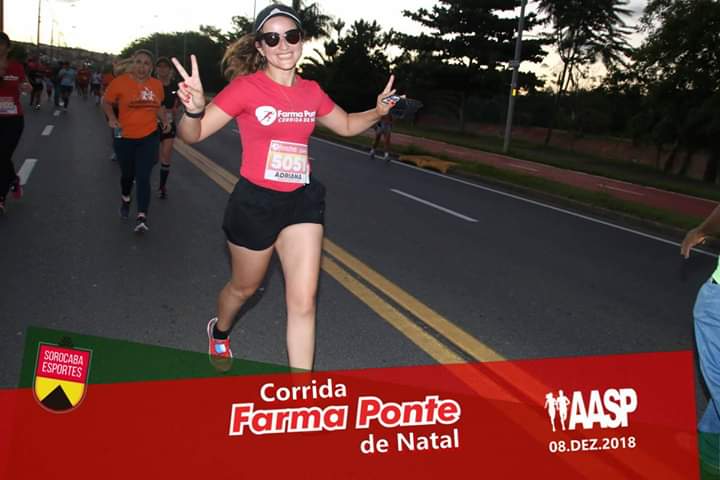 Farma Ponte
CORRIDA DE NATAL
5051
ADRIANA
SOROCABA
ESPORTES
Corrida
Farma Ponte
de Natal
AASP
08.DEZ.2018